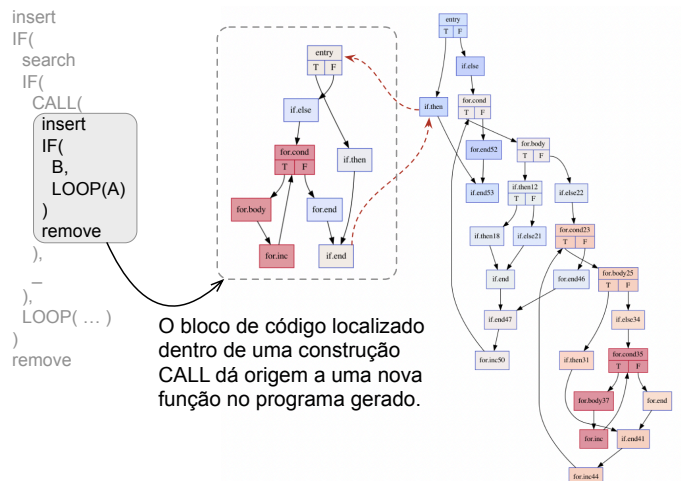 insert
IF(
search
IF(
CALL(
insert
IF(
B,
LOOP(A)
)
remove
),
_
),
LOOP( … )
)
remove
entry
T F
if.else
for.cond
T F
if.then
for.body
for.end
for.inc
if.end
O bloco de código localizado
dentro de uma construção
CALL dá origem a uma nova
função no programa gerado.
entry
T F
if.else
if.then
for.cond
T F
for.end52
for.body
T F
if.end53
if.then12
T F
if.else22
if.then18
if.else21
for.cond23
T F
if.end
for.end46
for.body25
T F
if.end47
if.else34
for.inc50
if.then31
for.cond35
T F
for.body37
for.end
for.inc
if.end41
for.inc44